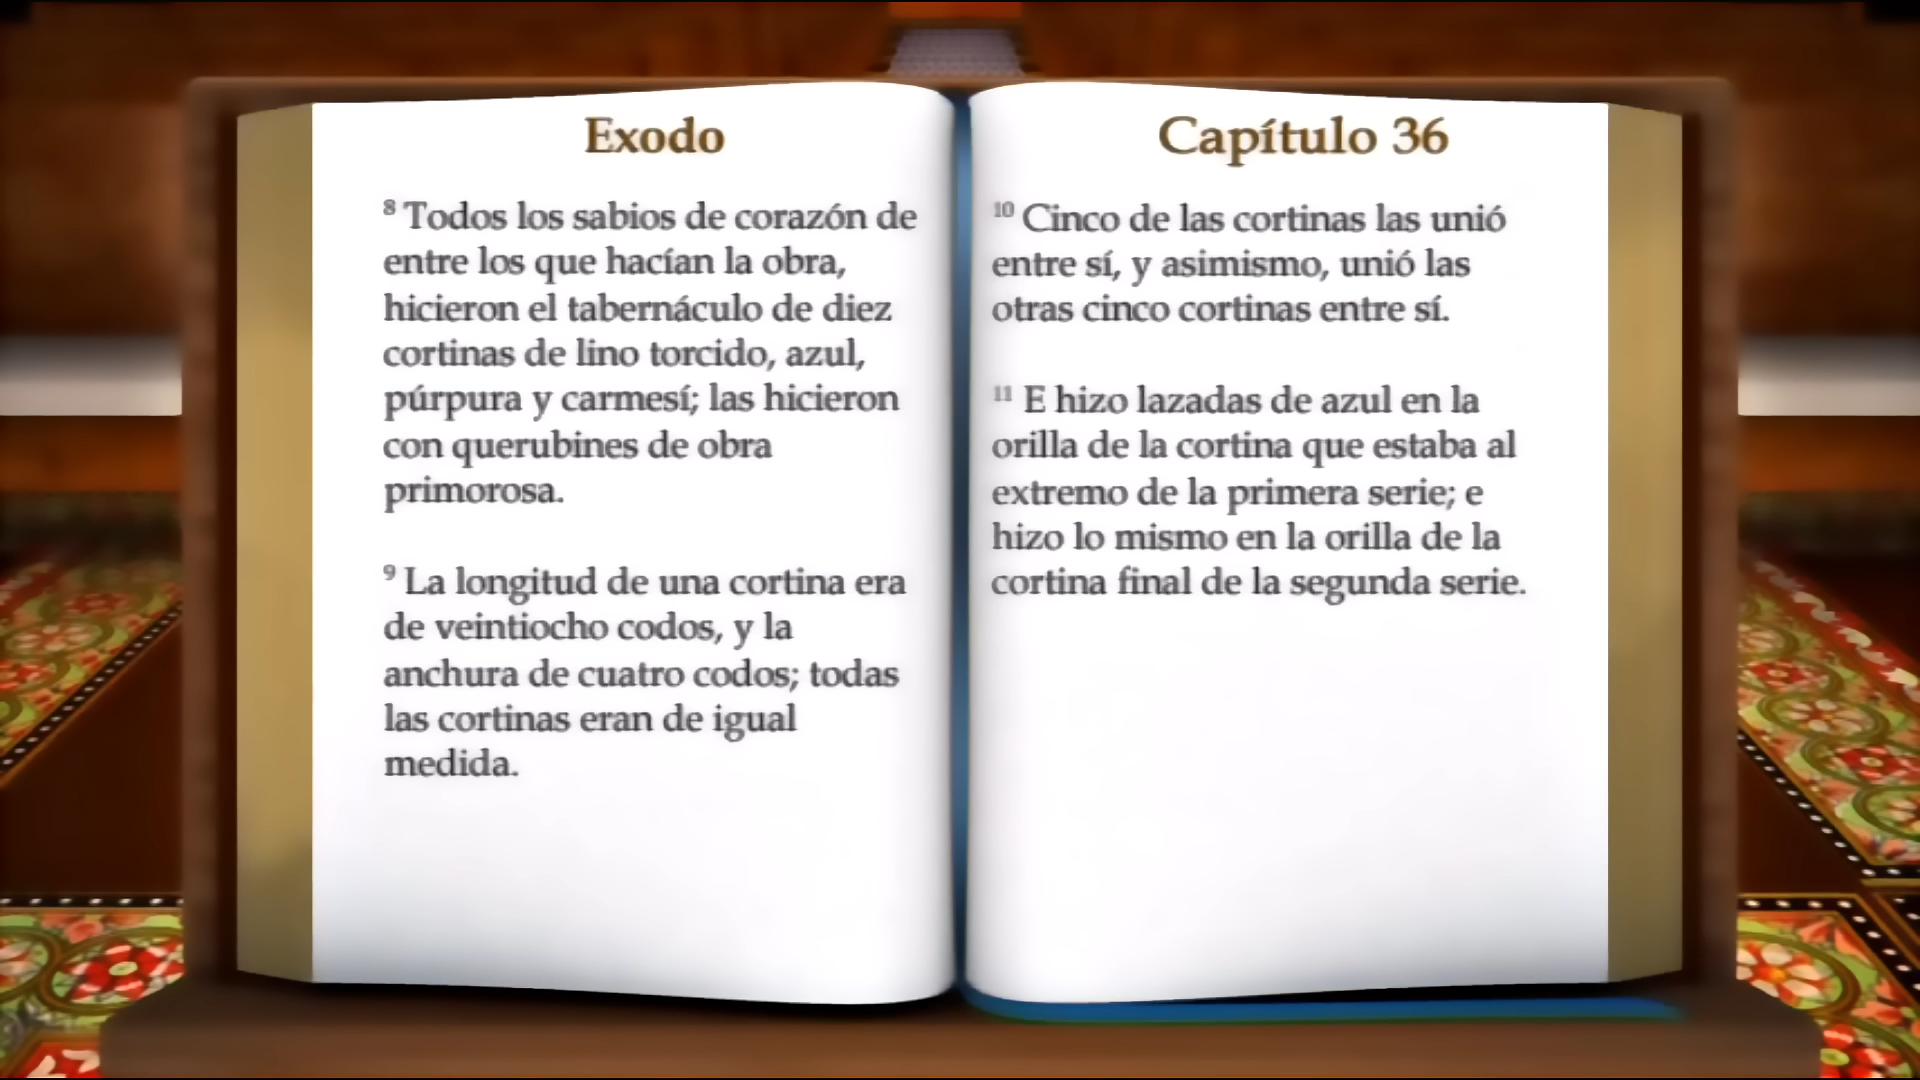 Exodo
8 Todos los sabios de corazón de
entre los que hacían la obra,
hicieron el tabernáculo de diez
cortinas de lino torcido, azul,
púrpura y carmesí; las hicieron
con querubines de obra
primorosa.
9 La longitud de una cortina era
de veintiocho codos, y la
anchura de cuatro codos; todas
las cortinas eran de igual
medida.
Capítulo 36
10 Cinco de las cortinas las unió
entre sí, y asimismo, unió las
otras cinco cortinas entre sí.
11 E hizo lazadas de azul en la
orilla de la cortina que estaba al
extremo de la primera serie; e
hizo lo mismo en la orilla de la
cortina final de la segunda serie.